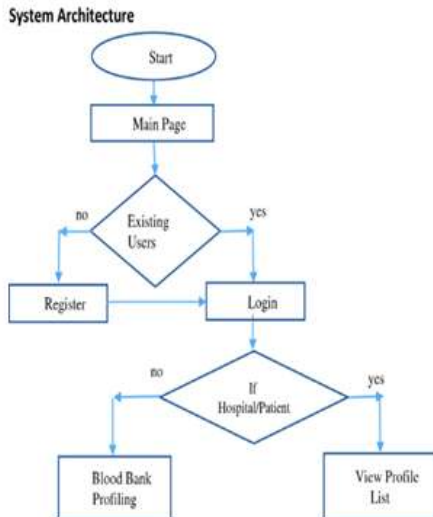 System Architecture
Start
Main Page
no
Existing
Users
yes
Register
Login
no
If
Hospital/Patient
yes
Blood Bank
Profiling
View Profile
List